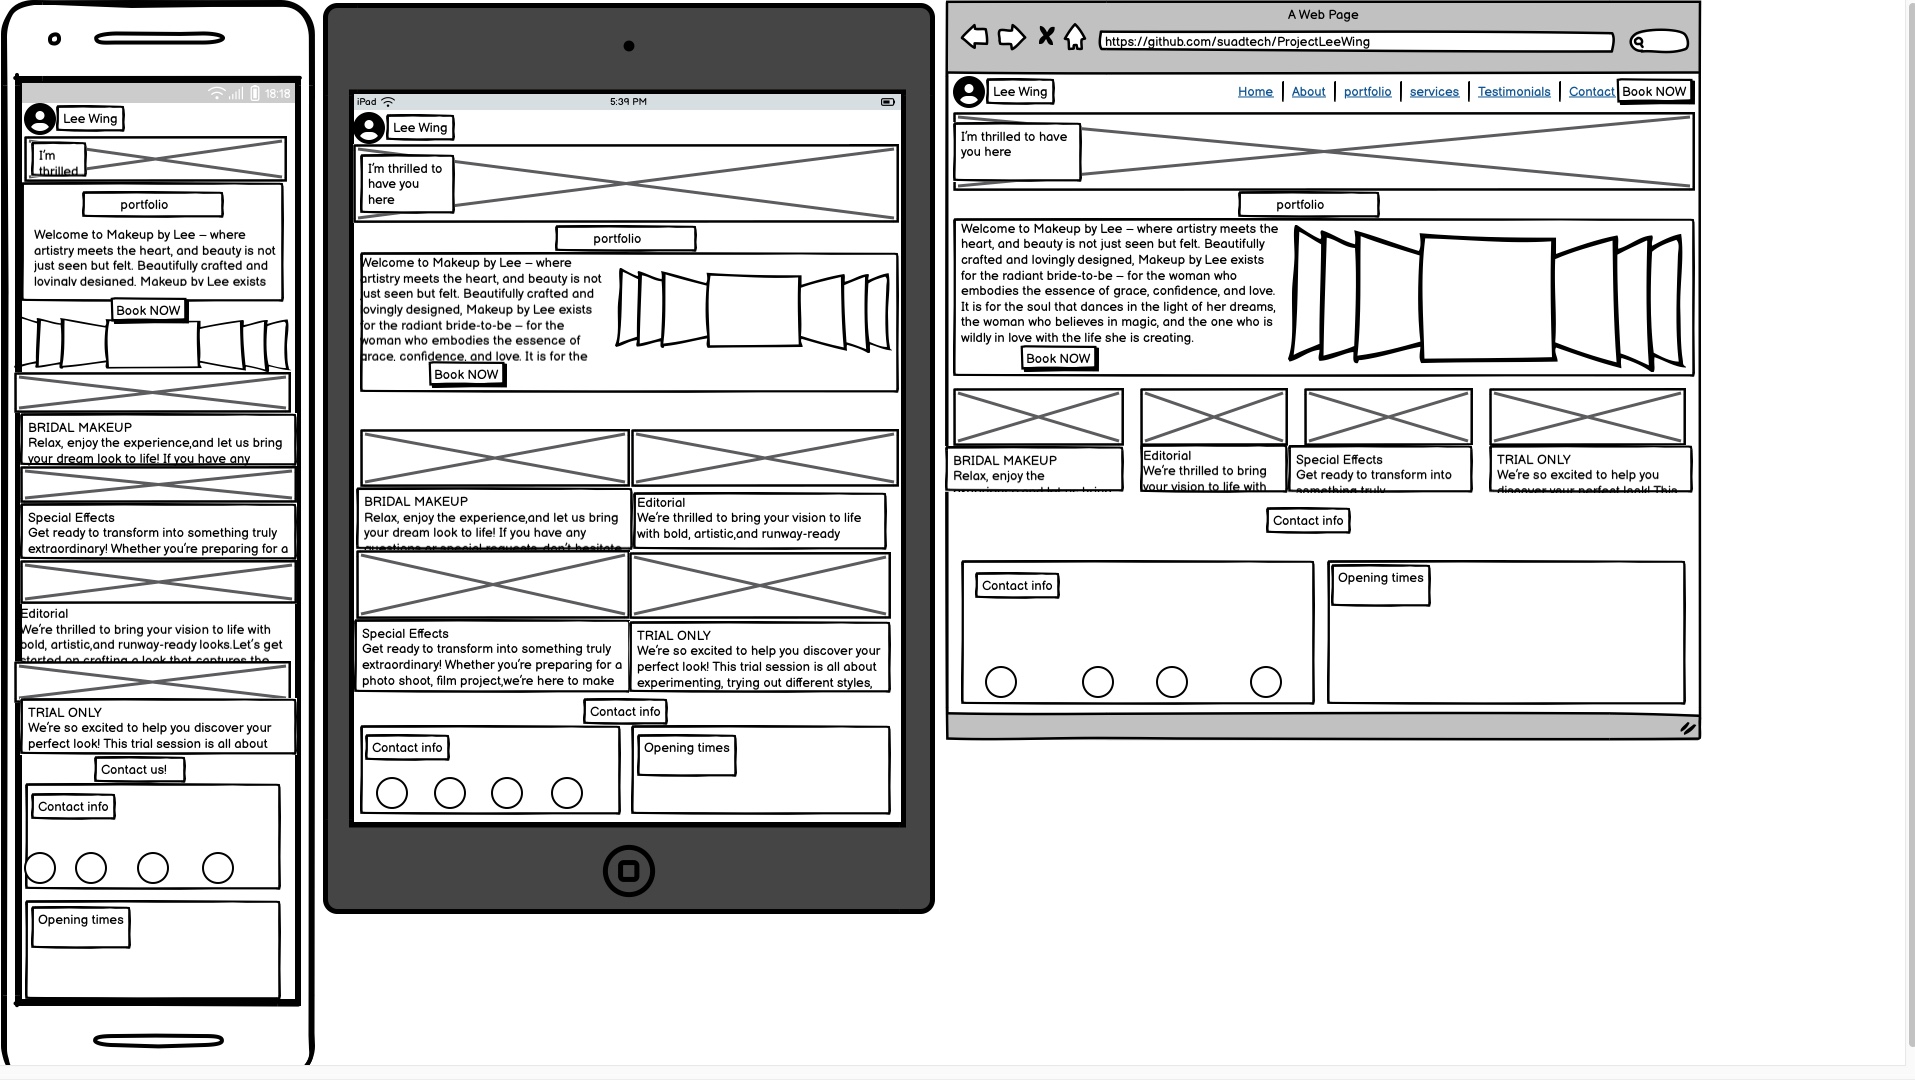 18:18
Lee Wing
I'm
thrilled
portfolio
Welcome to Makeup by Lee – where
artistry meets the heart, and beauty is not
just seen but felt. Beautifully crafted and
lovingly designed, Makeup by Lee exists
Book NOW
BRIDAL MAKEUP
Relax, enjoy the experience,and let us bring
your dream look to life! If you have any
Special Effects
Get ready to transform into something truly
extraordinary! Whether you're preparing for a
Editorial
We're thrilled to bring your vision to life with
bold, artistic,and runway-ready looks.Let's get
started on crafting a look that captures the
TRIAL ONLY
We're so excited to help you discover your
perfect look! This trial session is all about
Contact us!
Contact info
Opening times
iPad
5:39 PM
Lee Wing
I'm thrilled to
have you
here
portfolio
Welcome to Makeup by Lee – where
artistry meets the heart, and beauty is not
just seen but felt. Beautifully crafted and
lovingly designed, Makeup by Lee exists
for the radiant bride-to-be – for the
woman who embodies the essence of
grace, confidence, and love. It is for the
Book NOW
BRIDAL MAKEUP
Relax, enjoy the experience,and let us bring
your dream look to life! If you have any
questions or special requests, don't hesitate
Editorial
We're thrilled to bring your vision to life
with bold, artistic,and runway-ready
Special Effects
Get ready to transform into something truly
extraordinary! Whether you're preparing for a
photo shoot, film project,we're here to make
TRIAL ONLY
We're so excited to help you discover your
perfect look! This trial session is all about
experimenting, trying out different styles,
Contact info
Contact info
Opening times
A Web Page
https://github.com/suadtech/ProjectLeeWing
Lee Wing
Home
About
portfolio
services
Testimonials
Contact
Book NOW
I'm thrilled to have
you here
portfolio
Welcome to Makeup by Lee – where artistry meets the
heart, and beauty is not just seen but felt. Beautifully
crafted and lovingly designed, Makeup by Lee exists
for the radiant bride-to-be – for the woman who
embodies the essence of grace, confidence, and love.
It is for the soul that dances in the light of her dreams,
the woman who believes in magic, and the one who is
wildly in love with the life she is creating.
Book NOW
BRIDAL MAKEUP
Relax, enjoy the
Editorial
We're thrilled to bring
your vision to life with
Special Effects
Get ready to transform into
something truly
TRIAL ONLY
We're so excited to help you
discover your perfect look! This
Contact info
Contact info
Opening times